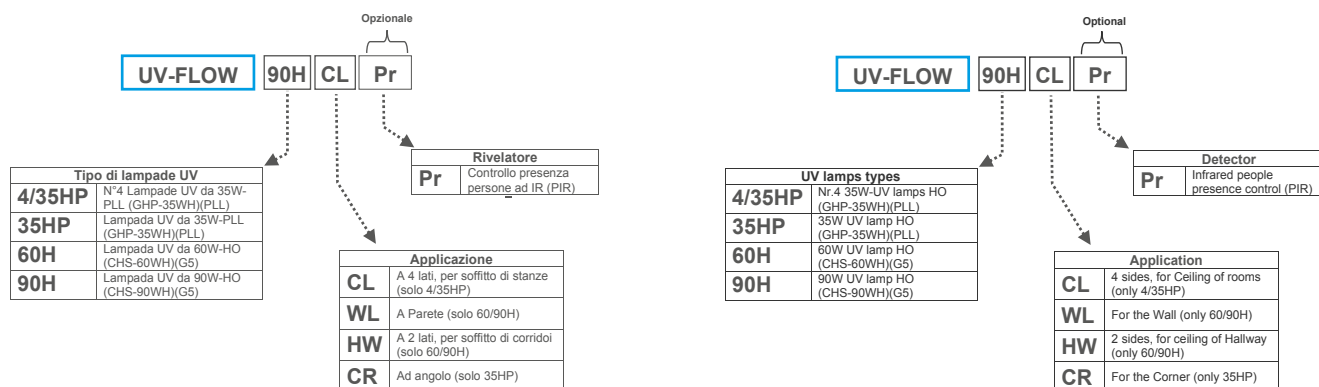 Opzionale
UV-FLOW 90H CL Pr
Rivelatore
Pr Controllo presenza
persone ad IR (PIR)
Tipo di lampade UV
4/35HP N°4 Lampade UV da 35W-
PLL (GHP-35WH)(PLL)
35HP Lampada UV da 35W-PLL
(GHP-35WH)(PLL)
60H Lampada UV da 60W-HO
(CHS-60WH)(G5)
90H Lampada UV da 90W-HO
(CHS-90WH)(G5)
Applicazione
CL A 4 lati, per soffitto di stanze
(solo 4/35HP)
WL A Parete (solo 60/90H)
HW A 2 lati, per soffitto di corridoi
(solo 60/90H)
CR Ad angolo (solo 35HP)
Optional
UV-FLOW 90H CL Pr
Detector
Pr Infrared people
presence control (PIR)
UV lamps types
4/35HP Nr.4 35W-UV lamps HO
(GHP-35WH)(PLL)
35HP 35W UV lamp HO
(GHP-35WH)(PLL)
60H 60W UV lamp HO
(CHS-60WH)(G5)
90H 90W UV lamp HO
(CHS-90WH)(G5)
Application
CL 4 sides, for Ceiling of rooms
(only 4/35HP)
WL For the Wall (only 60/90H)
HW 2 sides, for ceiling of Hallway
(only 60/90H)
CR For the Corner (only 35HP)